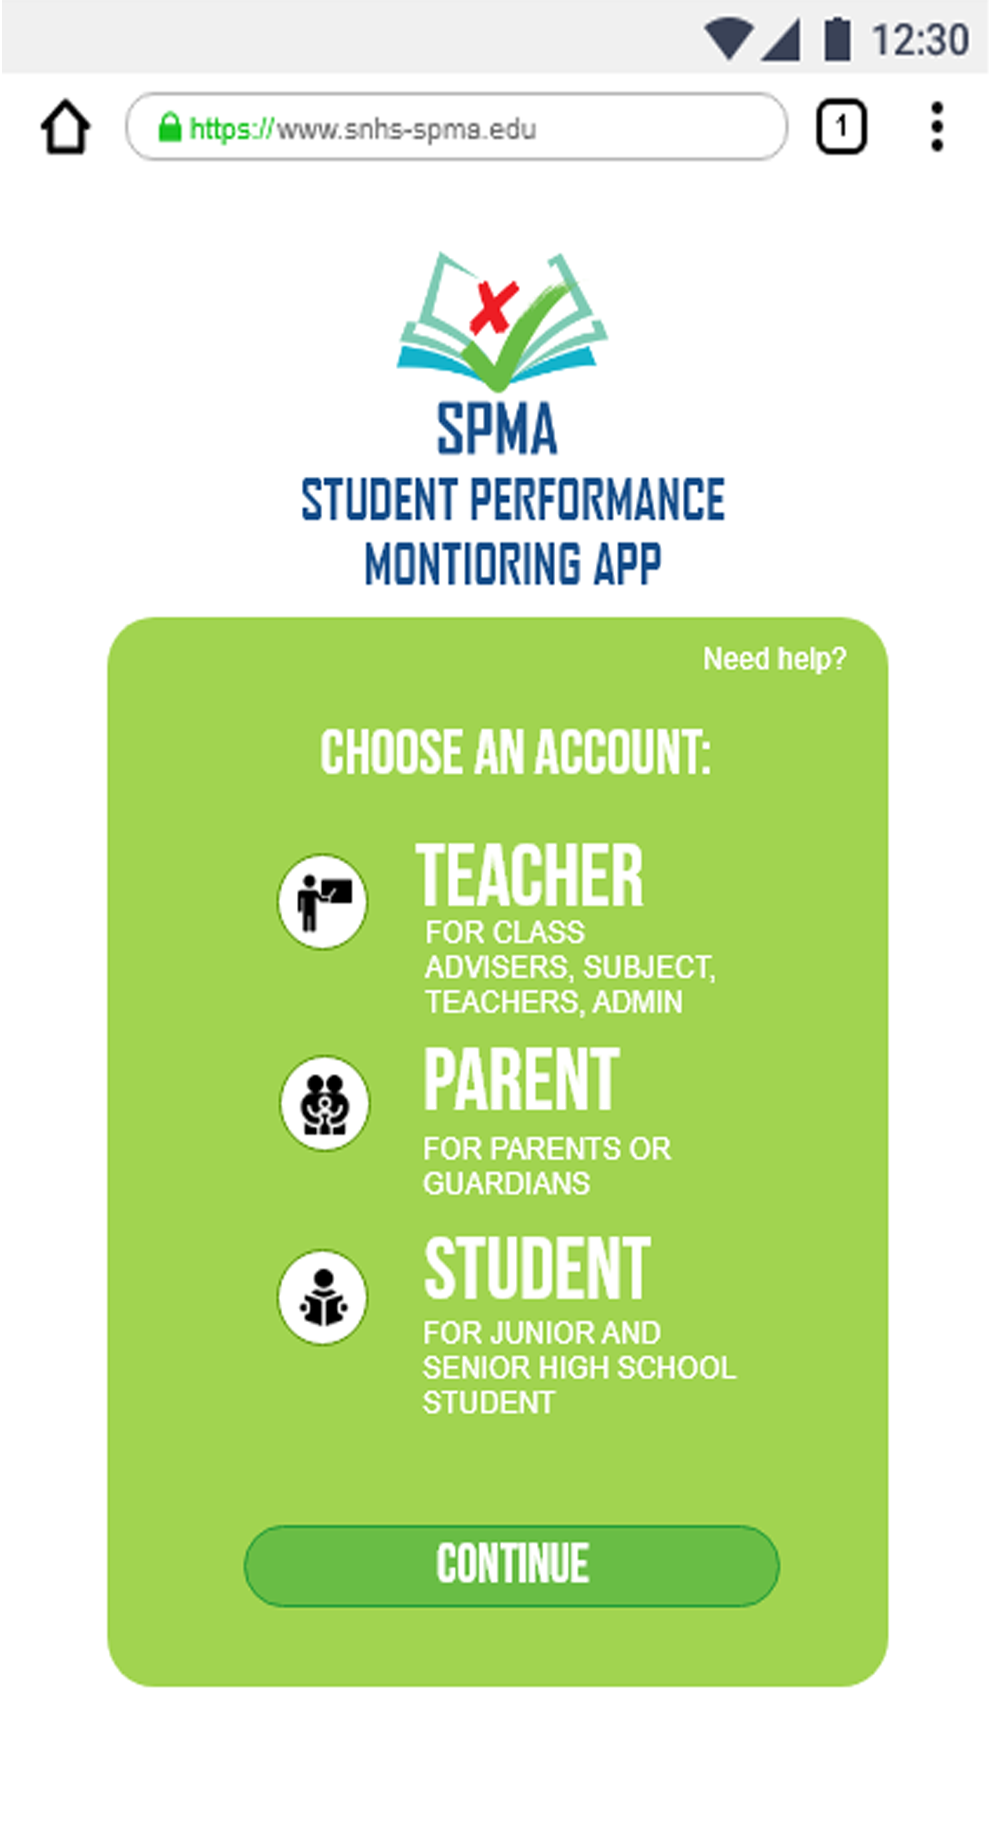 12:30
https://www.snhs-spma.edu
1
SPMA
STUDENT PERFORMANCE
MONTIORING APP
Need help?
CHOOSE AN ACCOUNT:
TEACHER
FOR CLASS
ADVISERS, SUBJECT,
TEACHERS, ADMIN
PARENT
FOR PARENTS OR
GUARDIANS
STUDENT
FOR JUNIOR AND
SENIOR HIGH SCHOOL
STUDENT
CONTINUE